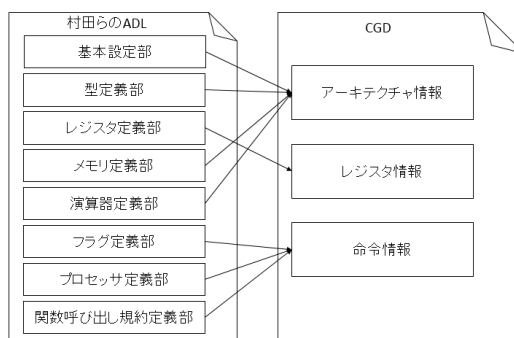 村田らのADL
基本設定部
型定義部
レジスタ定義部
メモリ定義部
演算器定義部
フラグ定義部
プロセッサ定義部
関数呼び出し規約定義部
CGD
アーキテクチャ情報
レジスタ情報
命令情報